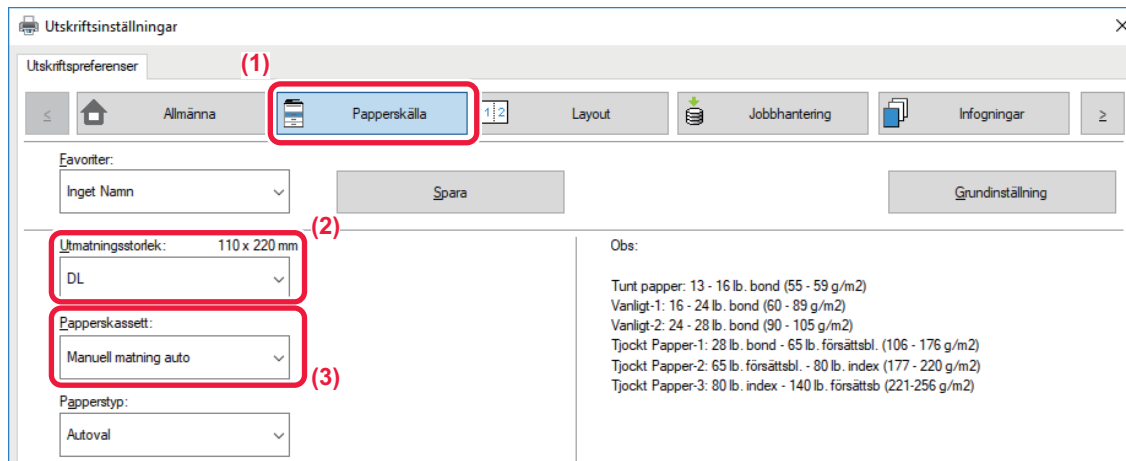 Utskriftsinställningar
Utskriftspreferenser
(1)
< Allmänna Papperskälla 1 2 Layout Jobbhantering Infogningar >
Favoriter:
Inget Namn Spara Grundinställning
(2)
Utmatningsstorlek: 110 x 220 mm
DL
Papperskassett:
Manuell matning auto
(3)
Papperstyp:
Autoval
Obs:
Tunt papper: 13 - 16 lb. bond (55 - 59 g/m2)
Vanligt-1: 16 - 24 lb. bond (60 - 89 g/m2)
Vanligt-2: 24 - 28 lb. bond (90 - 105 g/m2)
Tjockt Papper-1: 28 lb. bond - 65 lb. försättsbl. (106 - 176 g/m2)
Tjockt Papper-2: 65 lb. försättsbl. - 80 lb. index (177 - 220 g/m2)
Tjockt Papper-3: 80 lb. index - 140 lb. försättsb (221-256 g/m2)